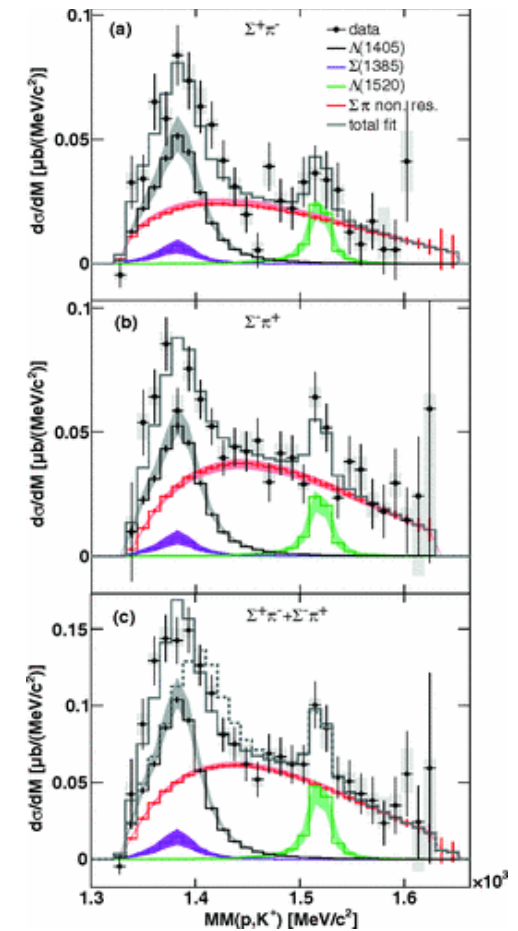 (a) Σ⁺π⁻
data
Λ(1405)
Σ(1385)
Λ(1520)
Σπ non. res.
total fit
0.05
0
dσ/dM [μb/(MeV/c²)]
0.1
(b) Σ⁻π⁺
0.05
0
dσ/dM [μb/(MeV/c²)]
(c) Σ⁺π⁻+Σ⁻π⁺
0.15
0.1
0.05
0
dσ/dM [μb/(MeV/c²)]
1.3 1.4 1.5 1.6 ×10³
MM(p,K⁺) [MeV/c²]